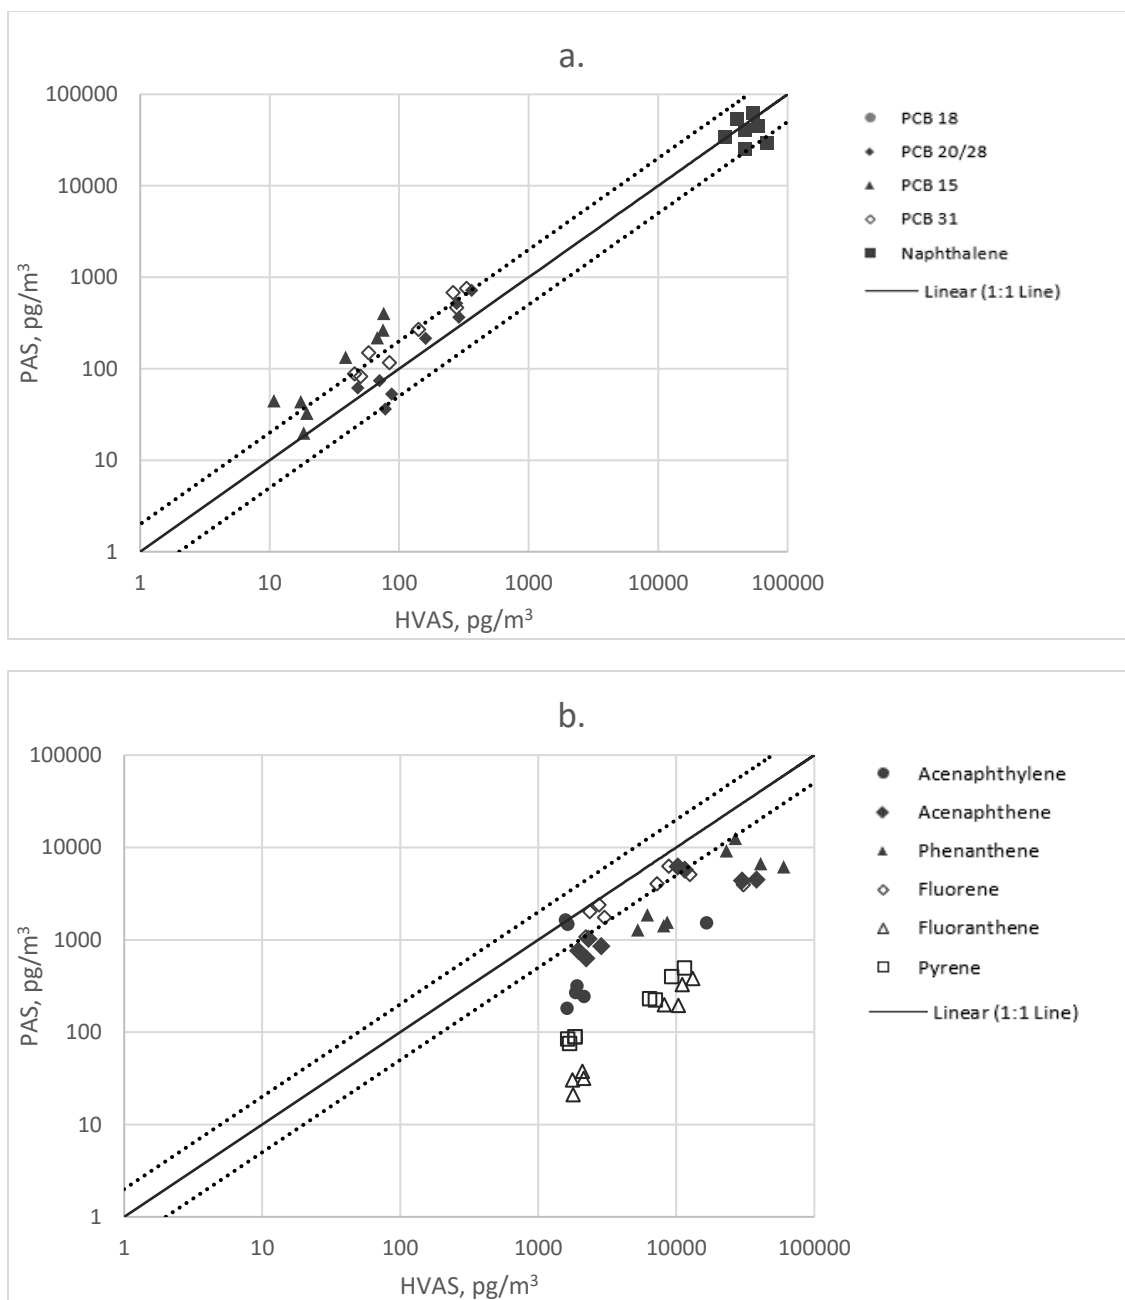 a.
100000
10000
1000
100
10
1
PAS, pg/m³
1
10
100
1000
10000
100000
HVAS, pg/m³
PCB 18
PCB 20/28
PCB 15
PCB 31
Naphthalene
Linear (1:1 Line)
b.
100000
10000
1000
100
10
1
PAS, pg/m³
1
10
100
1000
10000
100000
HVAS, pg/m³
Acenaphthylene
Acenaphthene
Phenanthene
Fluorene
Fluoranthene
Pyrene
Linear (1:1 Line)